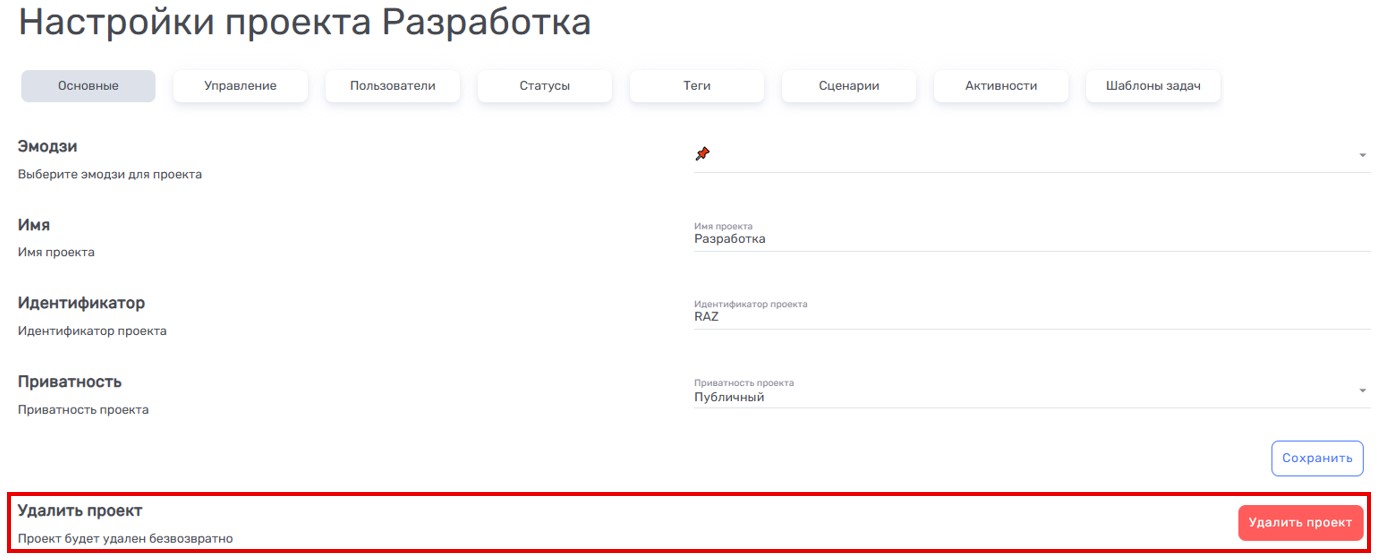 Настройки проекта Разработка
Основные
Управление
Пользователи
Статусы
Теги
Сценарии
Активности
Шаблоны задач
Эмодзи
Выберите эмодзи для проекта
Имя
Имя проекта
Имя проекта
Разработка
Идентификатор
Идентификатор проекта
Идентификатор проекта
RAZ
Приватность
Приватность проекта
Приватность проекта
Публичный
Сохранить
Удалить проект
Проект будет удален безвозвратно
Удалить проект